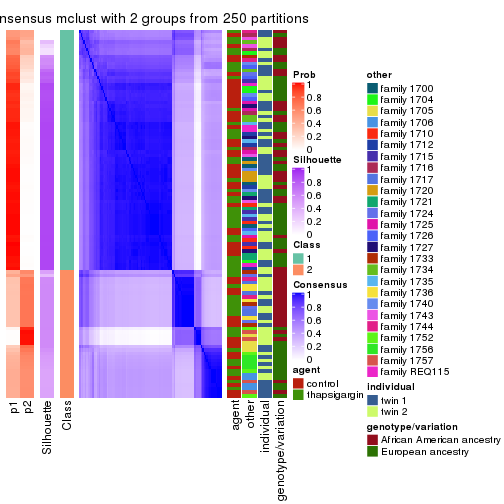 nsensus mclust with 2 groups from 250 partitions
p1
p2
Silhouette
Class
agent
other
individual
genotype/variation
Prob
1
0.8
0.6
0.4
0.2
0
Silhouette
1
0.8
0.6
0.4
0.2
0
Class
1
2
Consensus
1
0.8
0.6
0.4
0.2
0
agent
control
thapsigargin
other
family 1700
family 1704
family 1705
family 1706
family 1710
family 1712
family 1715
family 1716
family 1717
family 1720
family 1721
family 1724
family 1725
family 1726
family 1727
family 1733
family 1734
family 1735
family 1736
family 1740
family 1743
family 1744
family 1752
family 1756
family 1757
family REQ115
individual
twin 1
twin 2
genotype/variation
African American ancestry
European ancestry